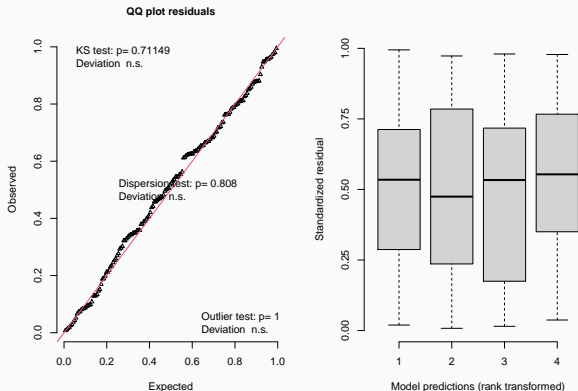 QQ plot residuals
KS test: p= 0.71149
Deviation n.s.
Dispersion test: p= 0.808
Deviation n.s.
Outlier test: p= 1
Deviation n.s.
Observed
0.0 0.2 0.4 0.6 0.8 1.0
0.0 0.2 0.4 0.6 0.8 1.0
Expected
Standardized residual
0.00 0.25 0.50 0.75 1.00
1 2 3 4
Model predictions (rank transformed)